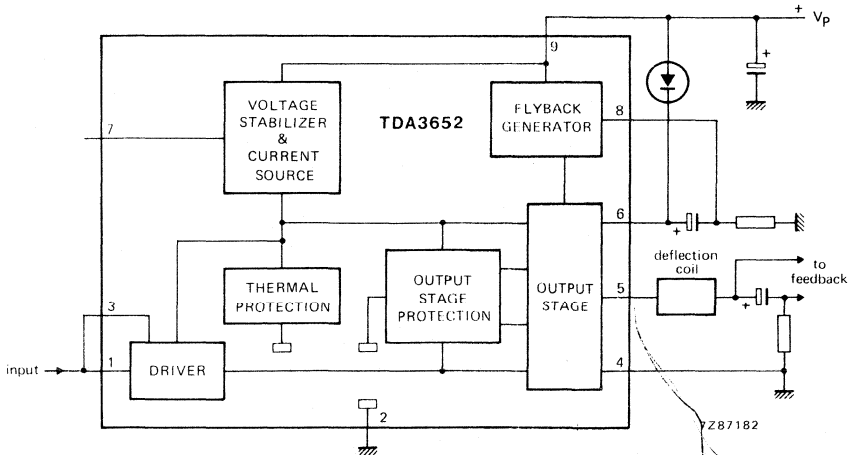 + Vp
9
VOLTAGE
STABILIZER
&
CURRENT
SOURCE
TDA3652
FLYBACK
GENERATOR
+
7
8
6
+
THERMAL
PROTECTION
OUTPUT
STAGE
PROTECTION
OUTPUT
STAGE
deflection
coil
to
feedback
5
+
3
input
1
DRIVER
4
2
7Z87182